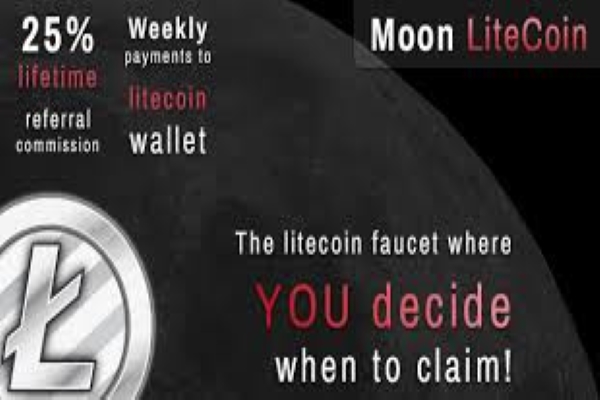 25%
lifetime
referral
commission
Weekly
payments to
litecoin
wallet
Moon LiteCoin
The litecoin faucet where
YOU decide
when to claim!